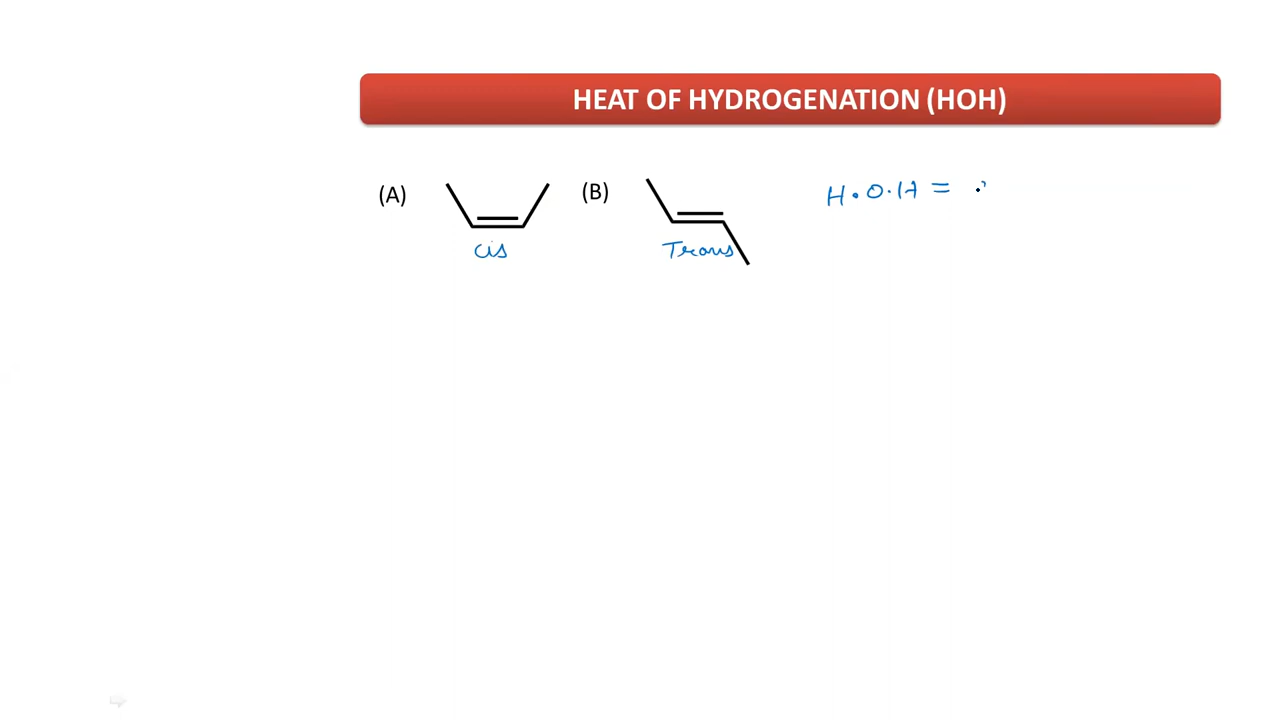 HEAT OF HYDROGENATION (HOH)
(A) (B) H.O.H =
cis Trans